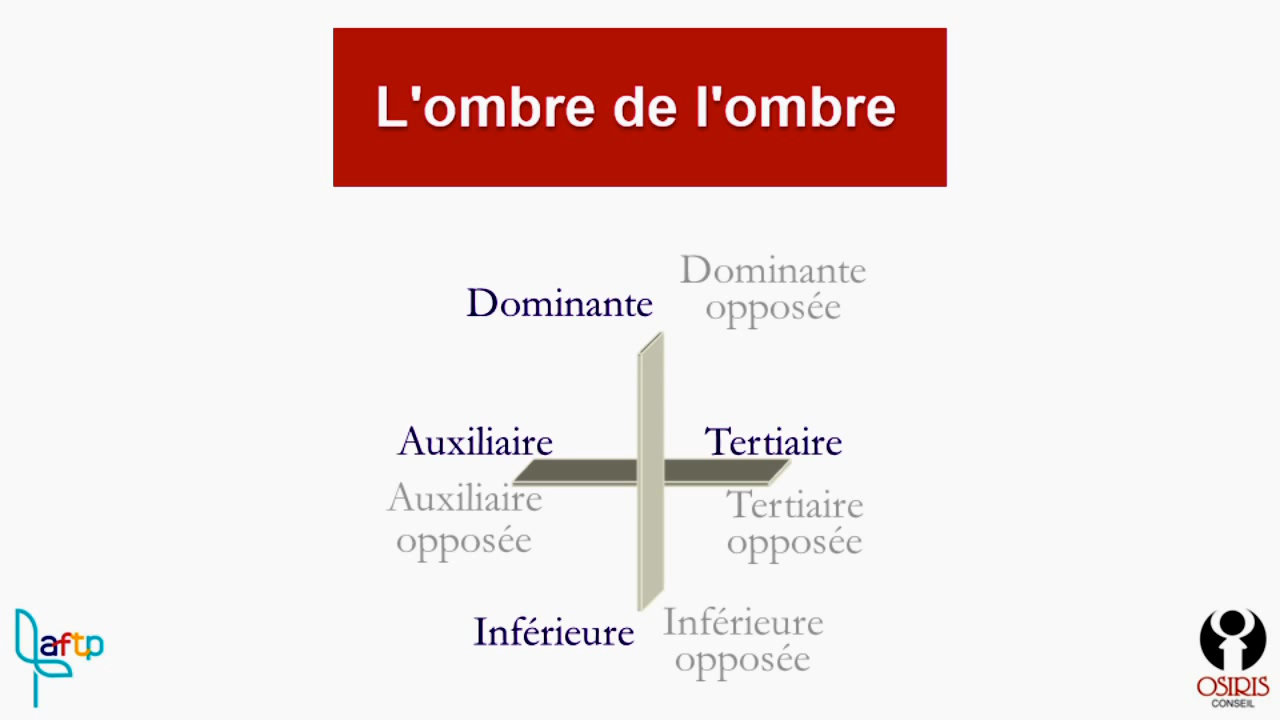 L'ombre de l'ombre
Dominante
Dominante
opposée
Auxiliaire
Tertiaire
Auxiliaire
opposée
Tertiaire
opposée
Inférieure
Inférieure
opposée
aftp
OSIRIS
CONSEIL